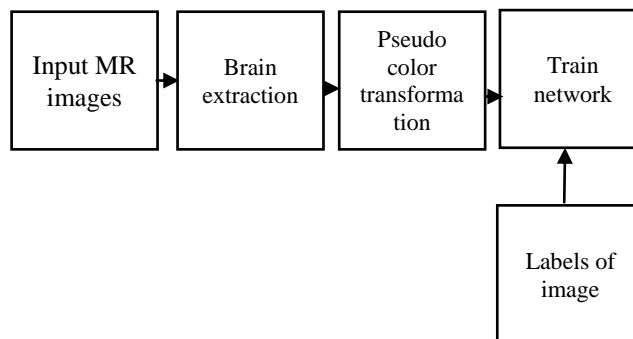 Input MR
images
Brain
extraction
Pseudo
color
transforma
tion
Train
network
Labels of
image